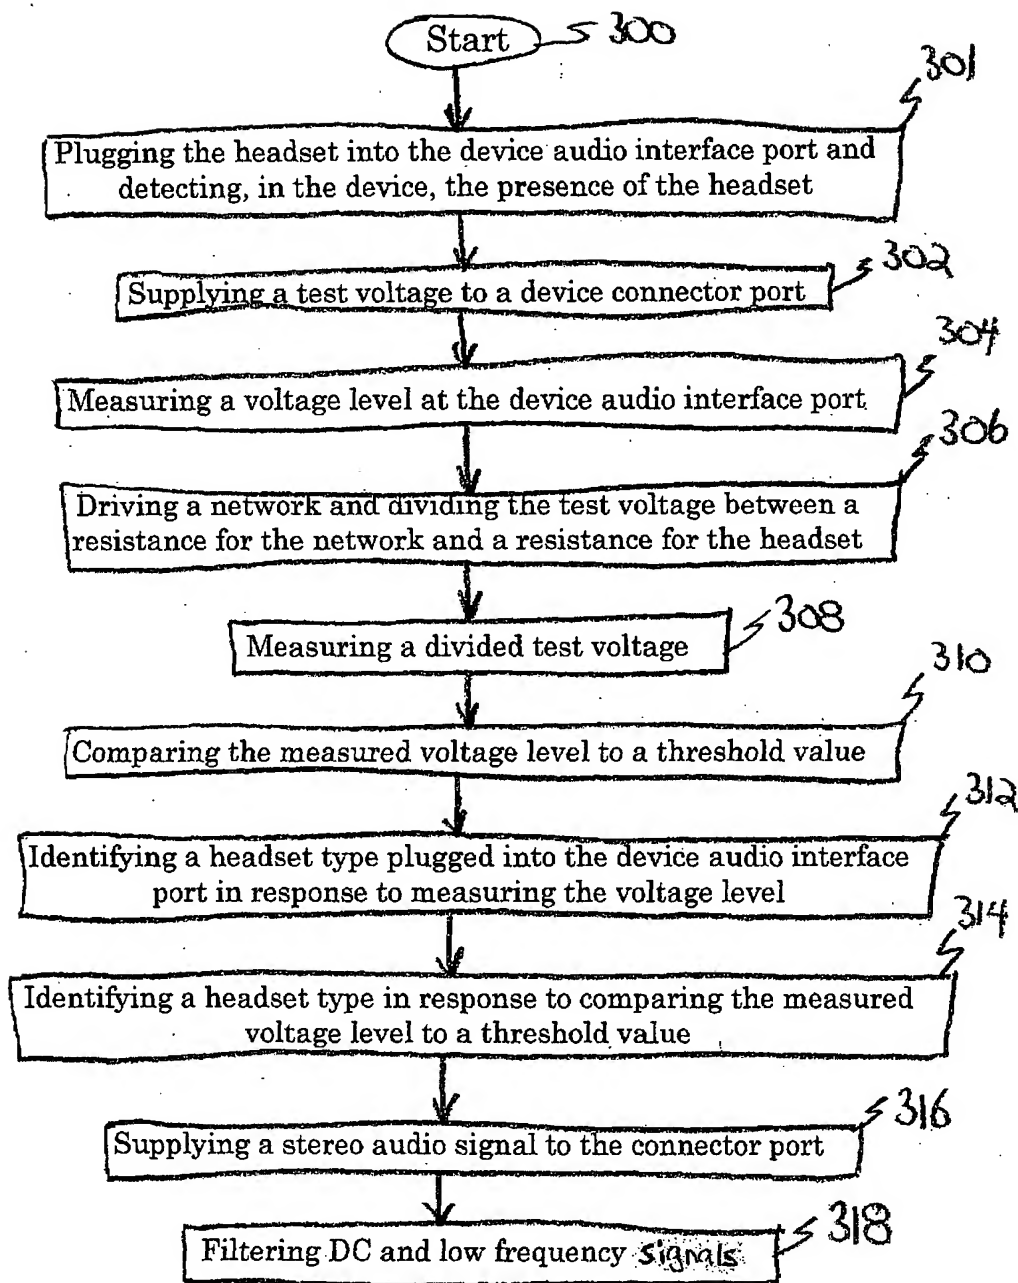 Start 300
301
Plugging the headset into the device audio interface port and
detecting, in the device, the presence of the headset
302
Supplying a test voltage to a device connector port
304
Measuring a voltage level at the device audio interface port
306
Driving a network and dividing the test voltage between a
resistance for the network and a resistance for the headset
308
Measuring a divided test voltage
310
Comparing the measured voltage level to a threshold value
312
Identifying a headset type plugged into the device audio interface
port in response to measuring the voltage level
314
Identifying a headset type in response to comparing the measured
voltage level to a threshold value
316
Supplying a stereo audio signal to the connector port
318
Filtering DC and low frequency signals